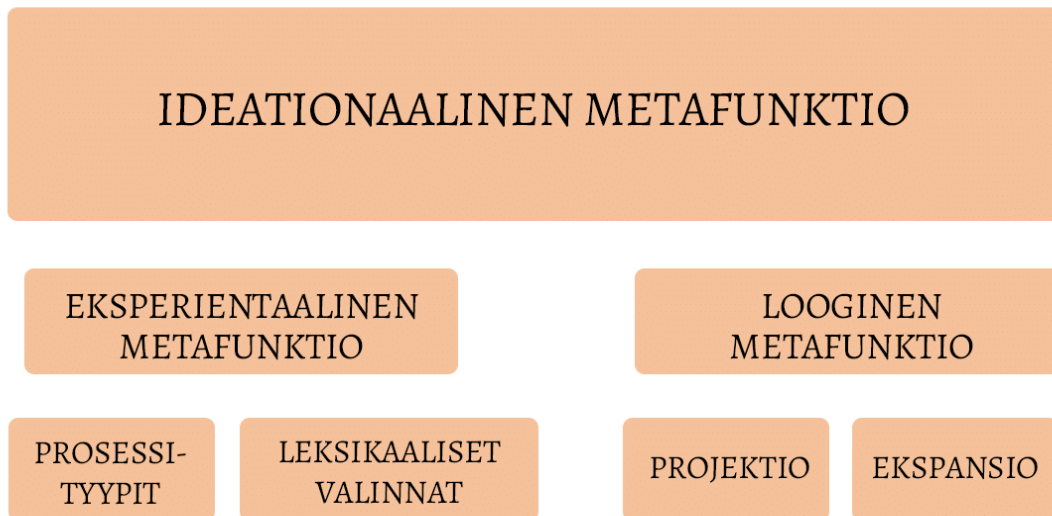 IDEATIONAALINEN METAFUNKTIO
EKSPERIENTAALINEN
METAFUNKTIO
LOOGINEN
METAFUNKTIO
PROSESSI-
TYYPIT
LEKSIKAALISET
VALINNAT
PROJEKTIO
EKSPANSIO